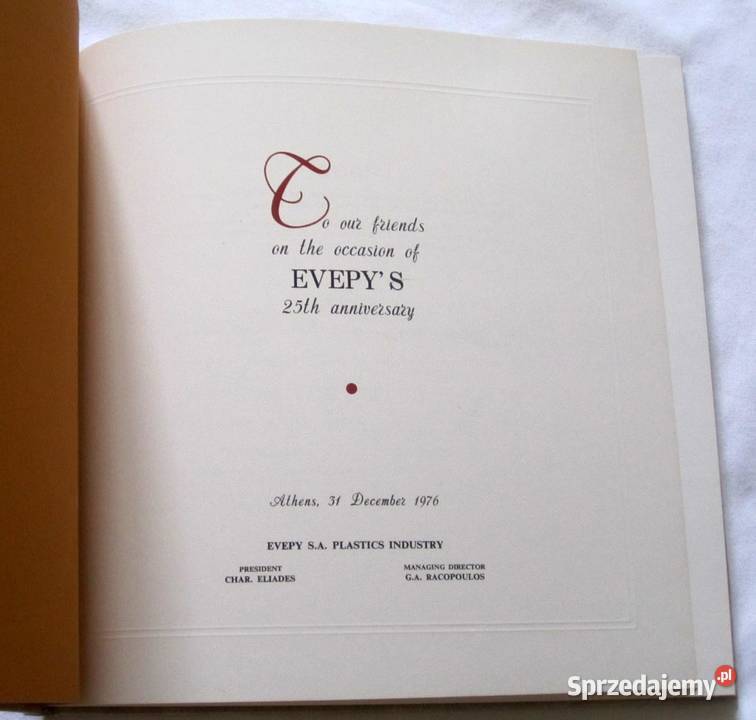 To our friends
on the occasion of
EVEPY'S
25th anniversary
Athens, 31 December 1976
EVEPY S.A. PLASTICS INDUSTRY
PRESIDENT
CHAR. ELIADES
MANAGING DIRECTOR
G.A. RACOPOULOS
Sprzedajemy.pl